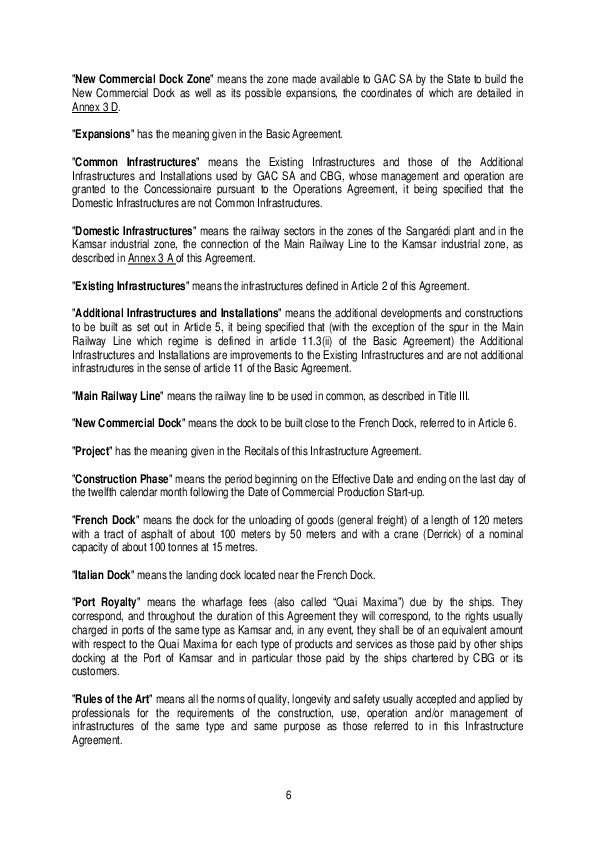 "New Commercial Dock Zone" means the zone made available to GAC SA by the State to build the
New Commercial Dock as well as its possible expansions, the coordinates of which are detailed in
Annex 3 D.
"Expansions" has the meaning given in the Basic Agreement.
"Common Infrastructures" means the Existing Infrastructures and those of the Additional
Infrastructures and Installations used by GAC SA and CBG, whose management and operation are
granted to the Concessionaire pursuant to the Operations Agreement, it being specified that the
Domestic Infrastructures are not Common Infrastructures.
"Domestic Infrastructures" means the railway sectors in the zones of the Sangarédi plant and in the
Kamsar industrial zone, the connection of the Main Railway Line to the Kamsar industrial zone, as
described in Annex 3 A of this Agreement.
"Existing Infrastructures" means the infrastructures defined in Article 2 of this Agreement.
"Additional Infrastructures and Installations" means the additional developments and constructions
to be built as set out in Article 5, it being specified that (with the exception of the spur in the Main
Railway Line which regime is defined in article 11.3(ii) of the Basic Agreement) the Additional
Infrastructures and Installations are improvements to the Existing Infrastructures and are not additional
infrastructures in the sense of article 11 of the Basic Agreement.
"Main Railway Line" means the railway line to be used in common, as described in Title III.
"New Commercial Dock" means the dock to be built close to the French Dock, referred to in Article 6.
"Project" has the meaning given in the Recitals of this Infrastructure Agreement.
"Construction Phase" means the period beginning on the Effective Date and ending on the last day of
the twelfth calendar month following the Date of Commercial Production Start-up.
"French Dock" means the dock for the unloading of goods (general freight) of a length of 120 meters
with a tract of asphalt of about 100 meters by 50 meters and with a crane (Derrick) of a nominal
capacity of about 100 tonnes at 15 metres.
"Italian Dock" means the landing dock located near the French Dock.
"Port Royalty" means the wharfage fees (also called “Quai Maxima”) due by the ships. They
correspond, and throughout the duration of this Agreement they will correspond, to the rights usually
charged in ports of the same type as Kamsar and, in any event, they shall be of an equivalent amount
with respect to the Quai Maxima for each type of products and services as those paid by other ships
docking at the Port of Kamsar and in particular those paid by the ships chartered by CBG or its
customers.
"Rules of the Art" means all the norms of quality, longevity and safety usually accepted and applied by
professionals for the requirements of the construction, use, operation and/or management of
infrastructures of the same type and same purpose as those referred to in this Infrastructure
Agreement.
6